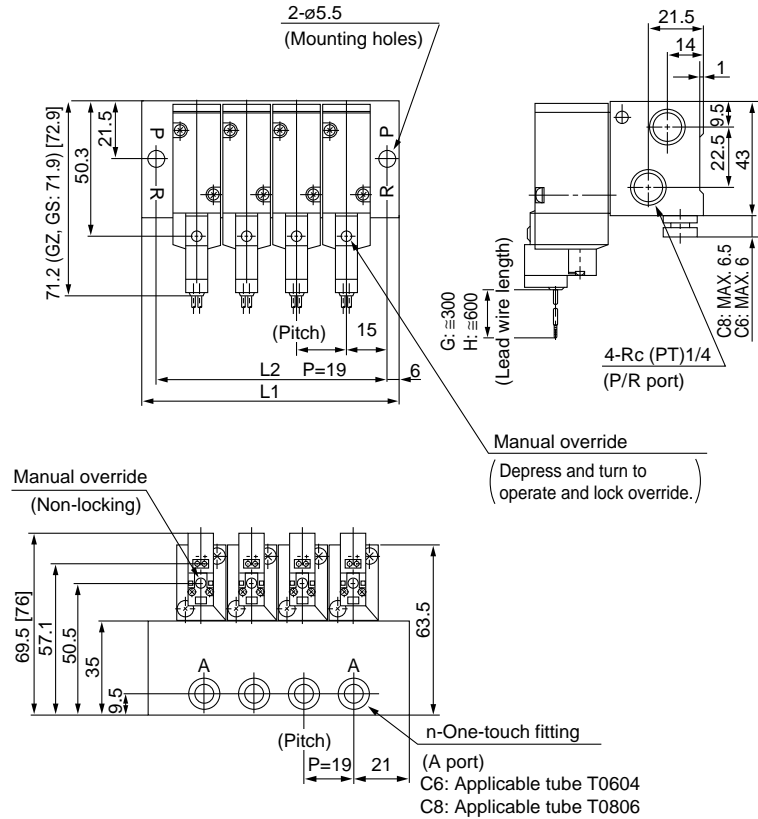 2-ø5.5
(Mounting holes)
21.5
14
1
9.5
22.5
43
71.2 (GZ, GS: 71.9) [72.9]
50.3
21.5
P
R
P
R
(Pitch)
15
L2
P=19
6
L1
G: ≅300
H: ≅600
(Lead wire length)
C8: MAX. 6.5
C6: MAX. 6
4-Rc (PT)1/4
(P/R port)
Manual override
(Depress and turn to
operate and lock override.)
Manual override
(Non-locking)
69.5 [76]
57.1
50.5
35
9.5
63.5
- +
- +
- +
- +
A
A
(Pitch)
P=19
21
n-One-touch fitting
(A port)
C6: Applicable tube T0604
C8: Applicable tube T0806